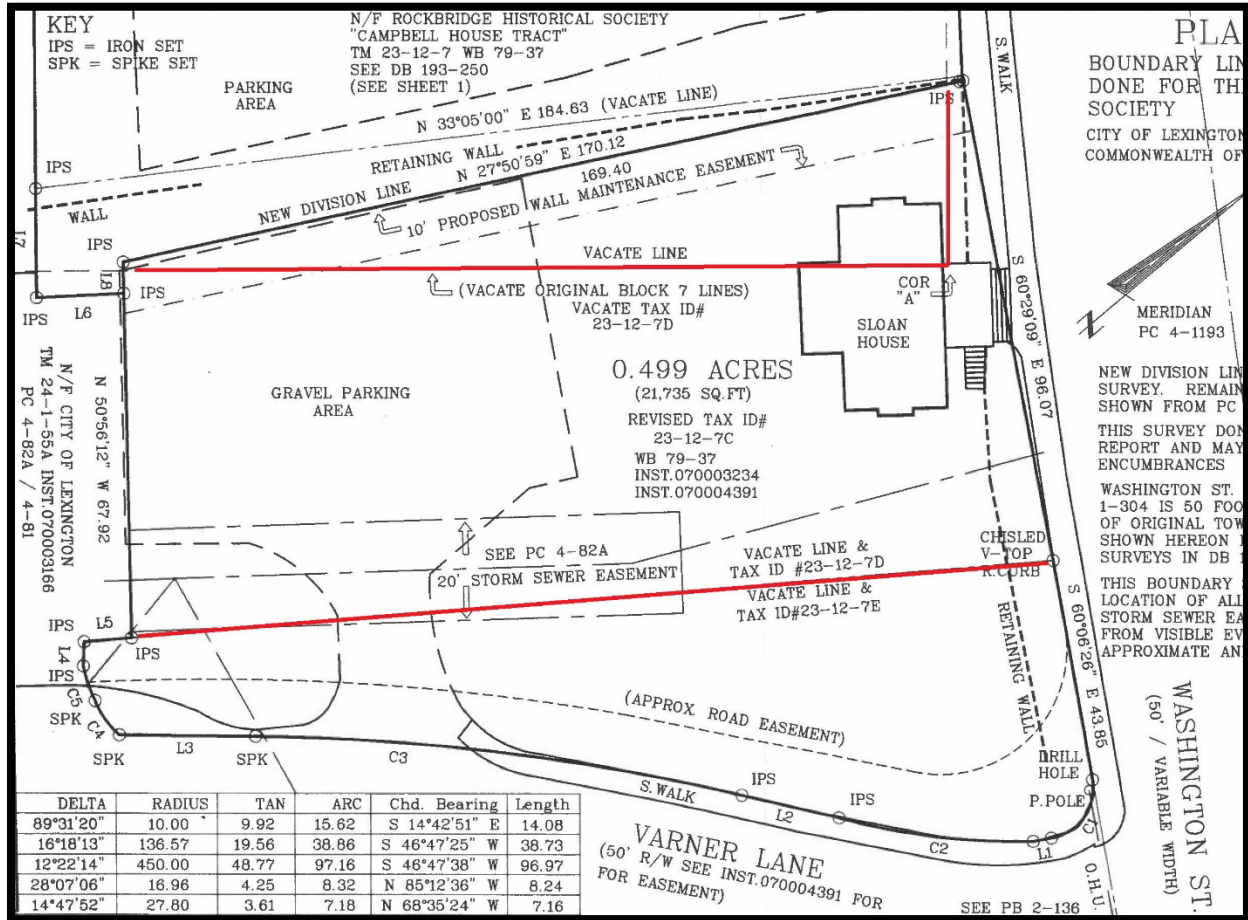 KEY
IPS = IRON SET
SPK = SPIKE SET
N/F ROCKBRIDGE HISTORICAL SOCIETY
"CAMPBELL HOUSE TRACT"
TM 23-12-7 WB 79-37
SEE DB 193-250
(SEE SHEET 1)
PARKING
AREA
S.WALK
PLA
BOUNDARY LIN
DONE FOR TH
SOCIETY
CITY OF LEXINGTON
COMMONWEALTH OF
IPS
N 33°05'00" E 184.63 (VACATE LINE)
IPS
RETAINING WALL
N 27°50'59" E 170.12
NEW DIVISION LINE
169.40
10' PROPOSED WALL MAINTENANCE EASEMENT
WALL
L7
IPS
L8
IPS
IPS
L6
VACATE LINE
(VACATE ORIGINAL BLOCK 7 LINES)
VACATE TAX ID#
23-12-7D
COR
"A"
SLOAN
HOUSE
S 60°29'09" E 96.07
MERIDIAN
PC 4-1193
N/F CITY OF LEXINGTON
TM 24-1-55A INST.070003166
PC 4-82A / 4-81
N 50°56'12" W 67.92
GRAVEL PARKING
AREA
0.499 ACRES
(21,735 SQ.FT)
REVISED TAX ID#
23-12-7C
WB 79-37
INST.070003234
INST.070004391
NEW DIVISION LIN
SURVEY. REMAIN
SHOWN FROM PC
THIS SURVEY DON
REPORT AND MAY
ENCUMBRANCES
WASHINGTON ST.
1-304 IS 50 FOO
OF ORIGINAL TOW
SHOWN HEREON
SURVEYS IN DB 1
THIS BOUNDARY
LOCATION OF ALL
STORM SEWER EA
FROM VISIBLE EV
APPROXIMATE AN
SEE PC 4-82A
20' STORM SEWER EASEMENT
VACATE LINE &
TAX ID #23-12-7D
VACATE LINE &
TAX ID#23-12-7E
CHISLED
V-TOP
R.CORB
IPS
L5
IPS
L4
IPS
C5
SPK
C4
SPK
L3
SPK
C3
(APPROX. ROAD EASEMENT)
RETAINING WALL
S 60°06'26" E 43.85
WASHINGTON ST.
(50' / VARIABLE WIDTH)
DRILL
HOLE
P.POLE
IPS
IPS
S.WALK
L2
C2
L1
C1
O.H.U.
VARNER LANE
(50' R/W SEE INST.070004391 FOR
FOR EASEMENT)
SEE PB 2-136
DELTA RADIUS TAN ARC Chd. Bearing Length
89°31'20" 10.00 9.92 15.62 S 14°42'51" E 14.08
16°18'13" 136.57 19.56 38.86 S 46°47'25" W 38.73
12°22'14" 450.00 48.77 97.16 S 46°47'38" W 96.97
28°07'06" 16.96 4.25 8.32 N 85°12'36" W 8.24
14°47'52" 27.80 3.61 7.18 N 68°35'24" W 7.16